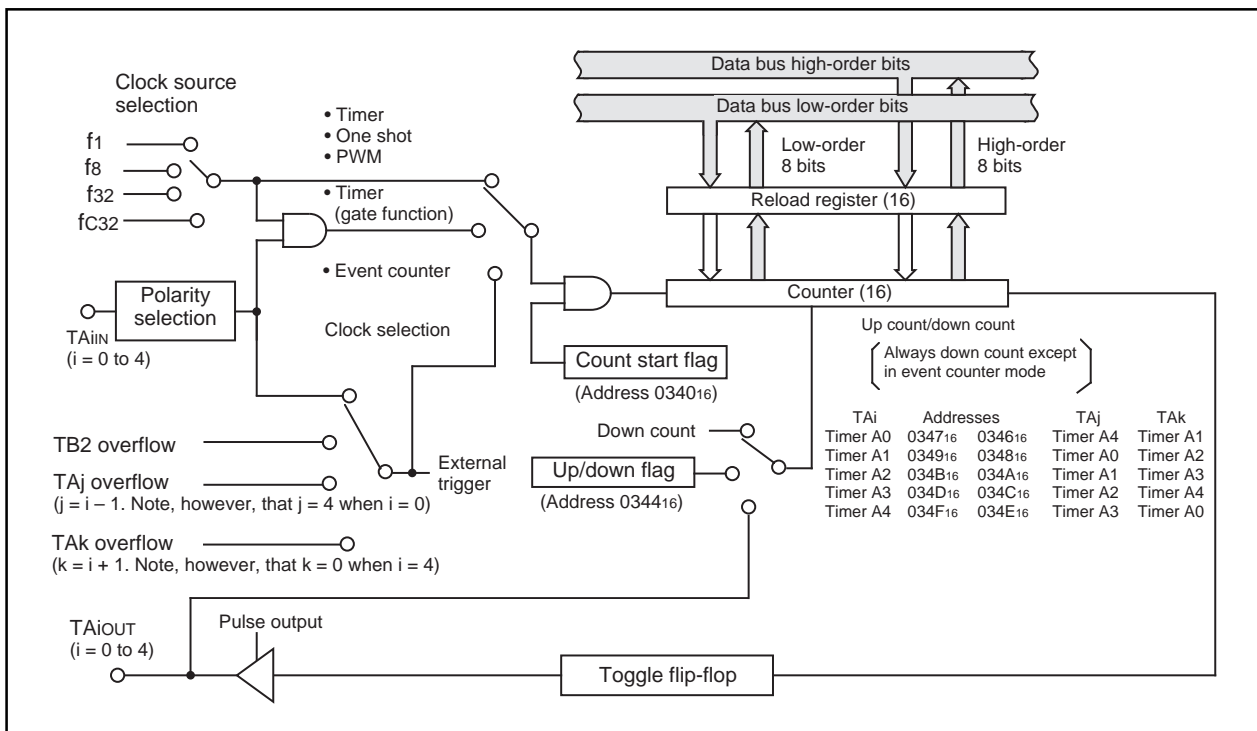 Clock source
selection
f1
f8
f32
fC32
• Timer
• One shot
• PWM
• Timer
(gate function)
• Event counter
Clock selection
Polarity
selection
TAiIN
(i = 0 to 4)
TB2 overflow
TAj overflow
(j = i – 1. Note, however, that j = 4 when i = 0)
TAk overflow
(k = i + 1. Note, however, that k = 0 when i = 4)
External
trigger
Data bus high-order bits
Data bus low-order bits
Low-order
8 bits
High-order
8 bits
Reload register (16)
Counter (16)
Count start flag
(Address 034016)
Up count/down count
Always down count except
in event counter mode
Down count
Up/down flag
(Address 034416)
TAi Addresses TAj TAk
Timer A0 034716 034616 Timer A4 Timer A1
Timer A1 034916 034816 Timer A0 Timer A2
Timer A2 034B16 034A16 Timer A1 Timer A3
Timer A3 034D16 034C16 Timer A2 Timer A4
Timer A4 034F16 034E16 Timer A3 Timer A0
TAiOUT
(i = 0 to 4)
Pulse output
Toggle flip-flop